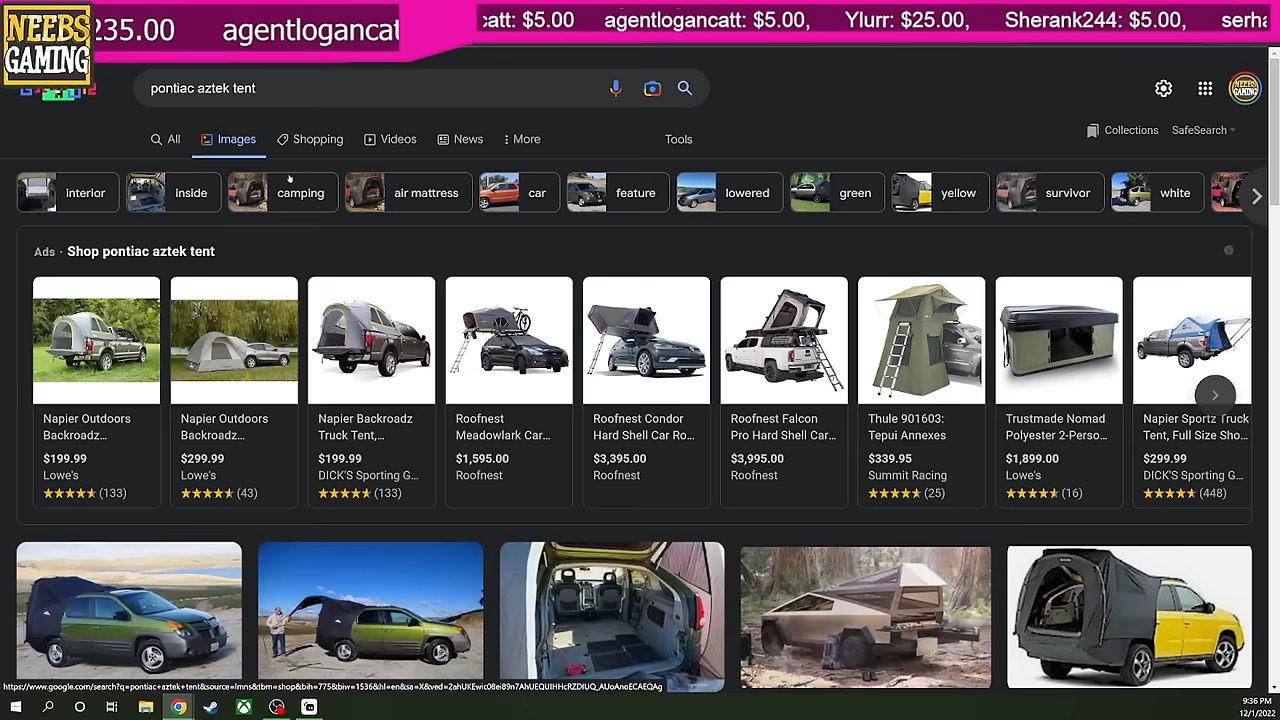 NEEBS
GAMING
235.00 agentlogancat
catt: $5.00 agentlogancatt: $5.00, Ylurr: $25.00, Sherank244: $5.00, serha
pontiac aztek tent
All Images Shopping Videos News More Tools
Collections SafeSearch
interior inside camping air mattress car feature lowered green yellow survivor white
Ads · Shop pontiac aztek tent
Napier Outdoors
Backroadz...
$199.99
Lowe's
(133)
Napier Outdoors
Backroadz...
$299.99
Lowe's
(43)
Napier Backroadz
Truck Tent,...
$199.99
DICK'S Sporting G...
(133)
Roofnest
Meadowlark Car...
$1,595.00
Roofnest
Roofnest Condor
Hard Shell Car Ro...
$3,395.00
Roofnest
Roofnest Falcon
Pro Hard Shell Car...
$3,995.00
Roofnest
Thule 901603:
Tepui Annexes
$339.95
Summit Racing
(25)
Trustmade Nomad
Polyester 2-Perso...
$1,899.00
Lowe's
(16)
Napier Sportz Truck
Tent, Full Size Sho...
$299.99
DICK'S Sporting G...
(448)
9:36 PM
12/1/2022